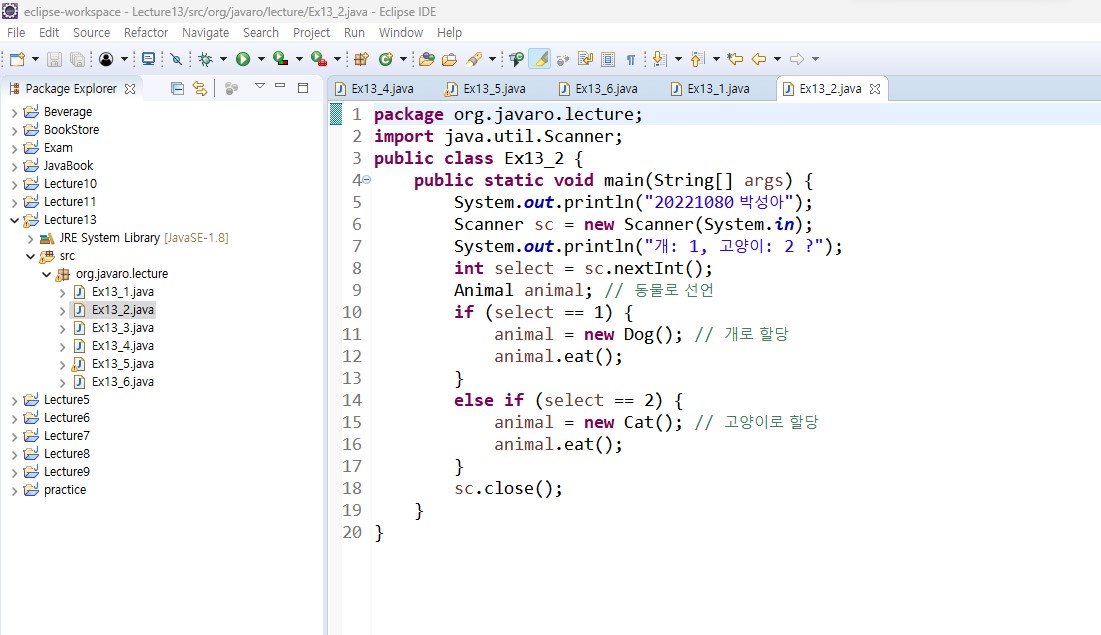 eclipse-workspace - Lecture13/src/org/javaro/lecture/Ex13_2.java - Eclipse IDE
File Edit Source Refactor Navigate Search Project Run Window Help
Package Explorer
Beverage
BookStore
Exam
JavaBook
Lecture10
Lecture11
Lecture13
JRE System Library [JavaSE-1.8]
src
org.javaro.lecture
Ex13_1.java
Ex13_2.java
Ex13_3.java
Ex13_4.java
Ex13_5.java
Ex13_6.java
Lecture5
Lecture6
Lecture7
Lecture8
Lecture9
practice
Ex13_4.java Ex13_5.java Ex13_6.java Ex13_1.java Ex13_2.java
1 package org.javaro.lecture;
2 import java.util.Scanner;
3 public class Ex13_2 {
4 public static void main(String[] args) {
5 System.out.println("20221080 박성아");
6 Scanner sc = new Scanner(System.in);
7 System.out.println("개: 1, 고양이: 2 ?");
8 int select = sc.nextInt();
9 Animal animal; // 동물로 선언
10 if (select == 1) {
11 animal = new Dog(); // 개로 할당
12 animal.eat();
13 }
14 else if (select == 2) {
15 animal = new Cat(); // 고양이로 할당
16 animal.eat();
17 }
18 sc.close();
19 }
20 }